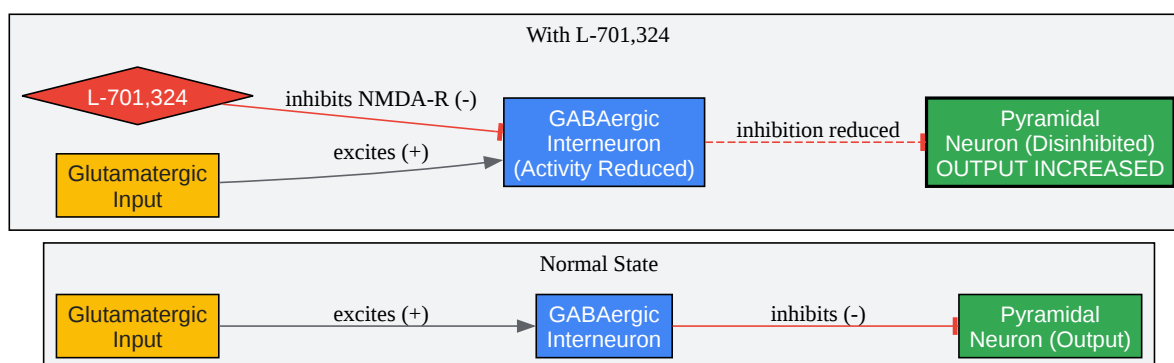 With L-701,324
L-701,324
inhibits NMDA-R (-)
excites (+)
Glutamatergic
Input
GABAergic
Interneuron
(Activity Reduced)
inhibition reduced
Pyramidal
Neuron (Disinhibited)
OUTPUT INCREASED
Normal State
Glutamatergic
Input
excites (+)
GABAergic
Interneuron
inhibits (-)
Pyramidal
Neuron (Output)